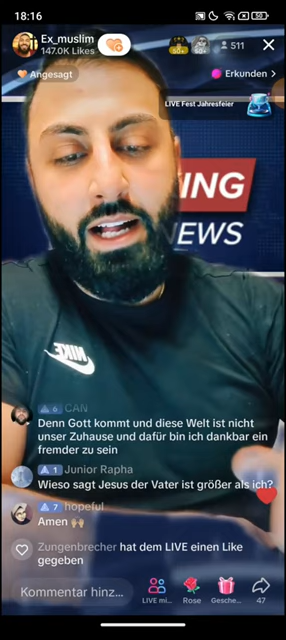 18:16
50
Ex_muslim
147.0K Likes
50+
50+
511
Angesagt
Erkunden >
LIVE Fest Jahresfeier
ING
NEWS
NIKE
6 CAN
Denn Gott kommt und diese Welt ist nicht
unser Zuhause und dafür bin ich dankbar ein
fremder zu sein
1 Junior Rapha
Wieso sagt Jesus der Vater ist größer als ich?
7 hopeful
Amen 🙌🏼
Zungenbrecher hat dem LIVE einen Like
gegeben
Kommentar hinz...
LIVE mi...
Rose
Gesche...
47